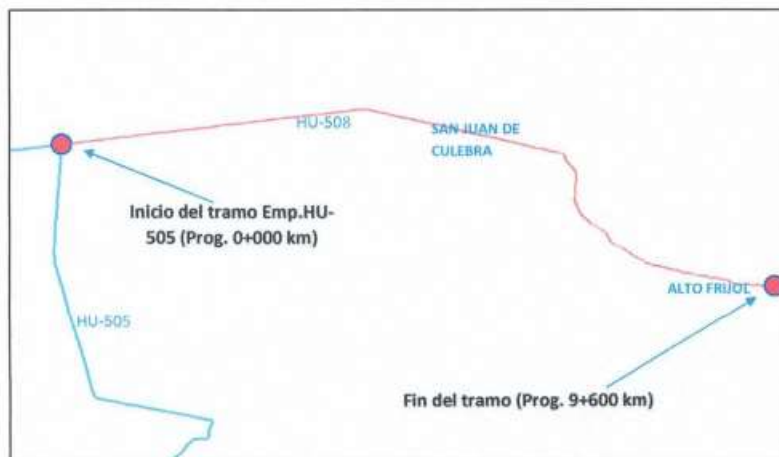 HU-508
SAN JUAN DE
CULEBRA
Inicio del tramo Emp.HU-
505 (Prog. 0+000 km)
ALTO FRIJOL
HU-505
Fin del tramo (Prog. 9+600 km)